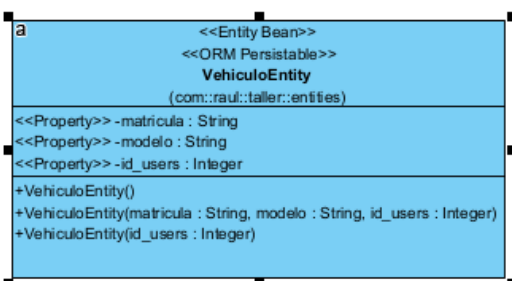 a
<<Entity Bean>>
<<ORM Persistable>>
VehiculoEntity
(com::raul::taller::entities)
<<Property>> -matricula : String
<<Property>> -modelo : String
<<Property>> -id_users : Integer
+VehiculoEntity()
+VehiculoEntity(matricula : String, modelo : String, id_users : Integer)
+VehiculoEntity(id_users : Integer)